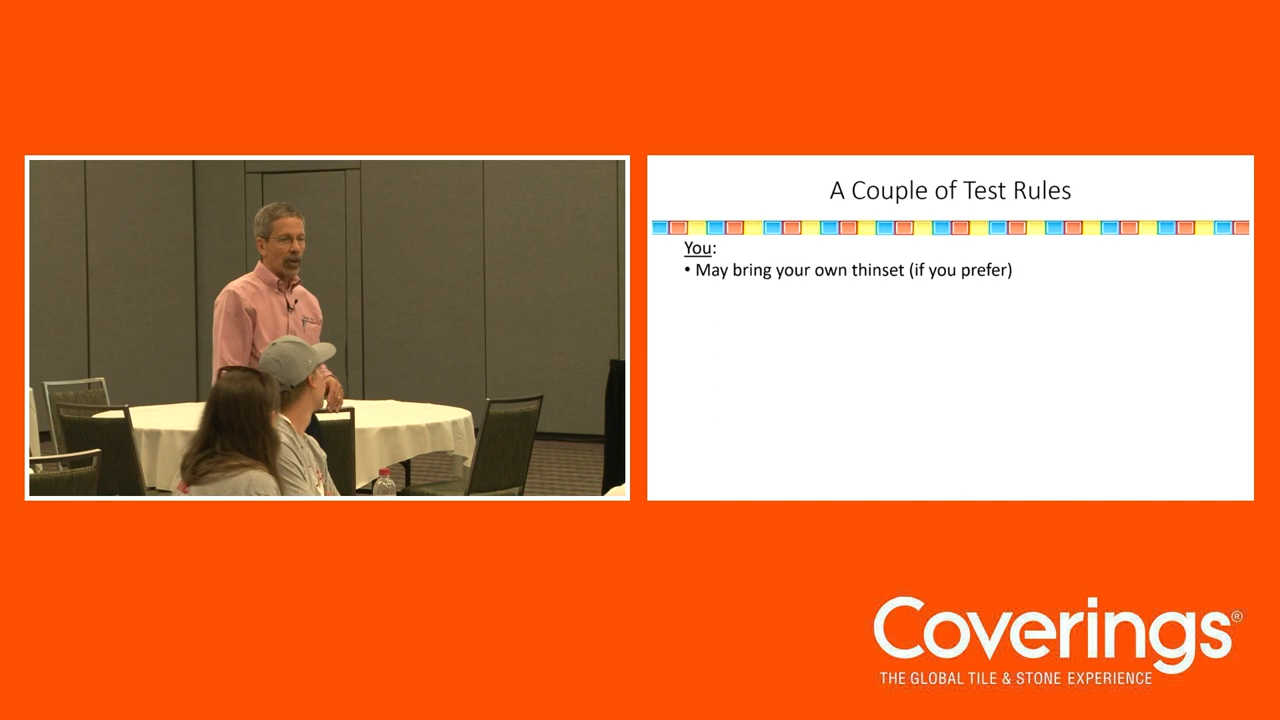 A Couple of Test Rules
You:
• May bring your own thinset (if you prefer)
Coverings®
THE GLOBAL TILE & STONE EXPERIENCE